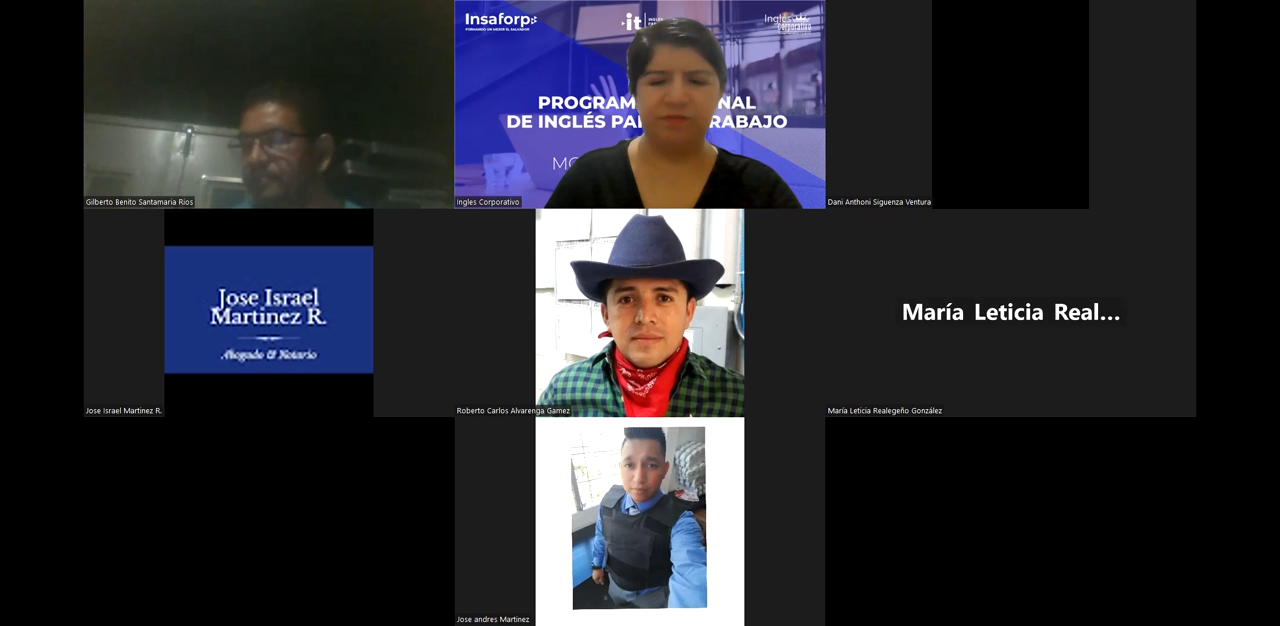 Insaforp
FORMANDO UN MEJOR EL SALVADOR
it
INGLÉS
Inglés
Corporativo
PROGRAM NAL
DE INGLÉS PA RABAJO
Gilberto Benito Santamaria Rios
Ingles Corporativo
Dani Anthoni Siguenza Ventura
Jose Israel
Martinez R.
Abogado & Notario
María Leticia Real...
Jose Israel Martinez R.
Roberto Carlos Alvarenga Gamez
María Leticia Realegeño González
Jose andres Martinez